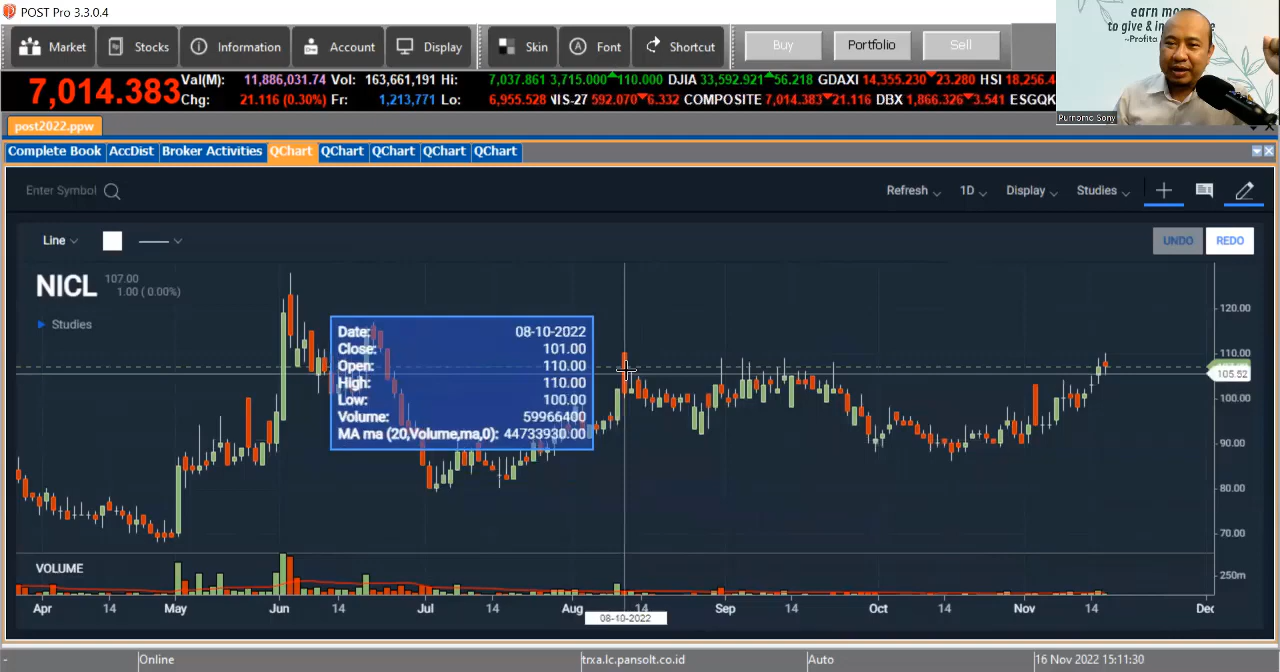 POST Pro 3.3.0.4
earn more
to give & in
~Profita
Market Stocks Information Account Display Skin Font Shortcut Buy Portfolio Sell
7,014.383 Val(M): 11,886,031.74 Vol: 163,661,191 Hi: 7,037.861 3,715.000 110.000 DJIA 33,592.921 56.218 GDAXI 14,355.230 23.280 HSI 18,256.4
Chg: 21.116 (0.30%) Fr: 1,213,771 Lo: 6,955.528 NIS-27 592.070 6.332 COMPOSITE 7,014.383 21.116 DBX 1,866.326 3.541 ESGQK
Purnomo Sony
post2022.ppw
Complete Book AccDist Broker Activities QChart QChart QChart QChart QChart
Enter Symbol Refresh 1D Display Studies
Line UNDO REDO
NICL 107.00
1.00 (0.00%)
Studies
Date: 08-10-2022
Close: 101.00
Open: 110.00
High: 110.00
Low: 100.00
Volume: 59966400
MA ma (20,Volume,ma,0): 44733930.00
120.00
110.00
105.52
100.00
90.00
80.00
70.00
VOLUME
250m
Apr 14 May Jun 14 Jul 14 Aug 14 Sep 14 Oct 14 Nov 14 Dec
08-10-2022
- Online trxa.lc.pansolt.co.id Auto 16 Nov 2022 15:11:30